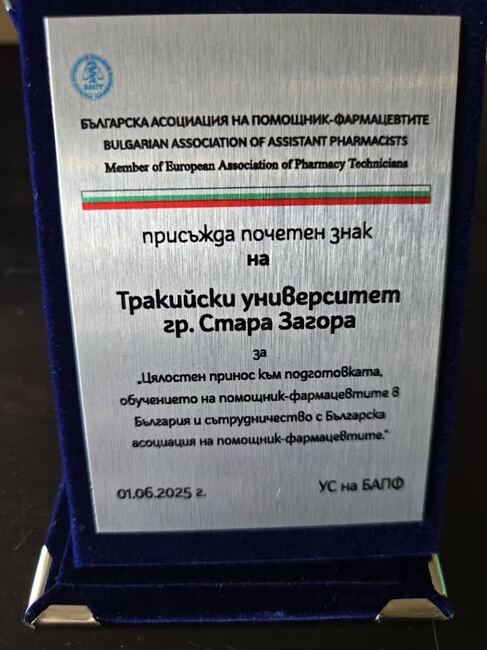 БЪЛГАРСКА АСОЦИАЦИЯ НА ПОМОЩНИК-ФАРМАЦЕВТИТЕ
BULGARIAN ASSOCIATION OF ASSISTANT PHARMACISTS
Member of European Association of Pharmacy Technicians
присъжда почетен знак
на
Тракийски университет
гр. Стара Загора
за
„Цялостен принос към подготовката,
обучението на помощник-фармацевтите в
България и сътрудничество с Българска
асоциация на помощник-фармацевтите."
01.06.2025 г.
УС на БАПФ